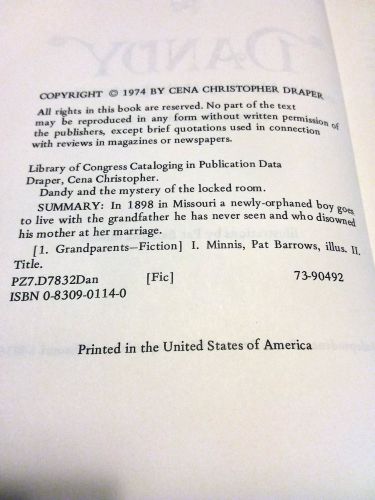 COPYRIGHT © 1974 BY CENA CHRISTOPHER DRAPER
All rights in this book are reserved. No part of the text
may be reproduced in any form without written permission of
the publishers, except brief quotations used in connection
with reviews in magazines or newspapers.
Library of Congress Cataloging in Publication Data
Draper, Cena Christopher.
Dandy and the mystery of the locked room.
SUMMARY: In 1898 in Missouri a newly-orphaned boy goes
to live with the grandfather he has never seen and who disowned
his mother at her marriage.
[1. Grandparents—Fiction] I. Minnis, Pat Barrows, illus. II.
Title.
PZ7.D7832Dan [Fic] 73-90492
ISBN 0-8309-0114-0
Printed in the United States of America